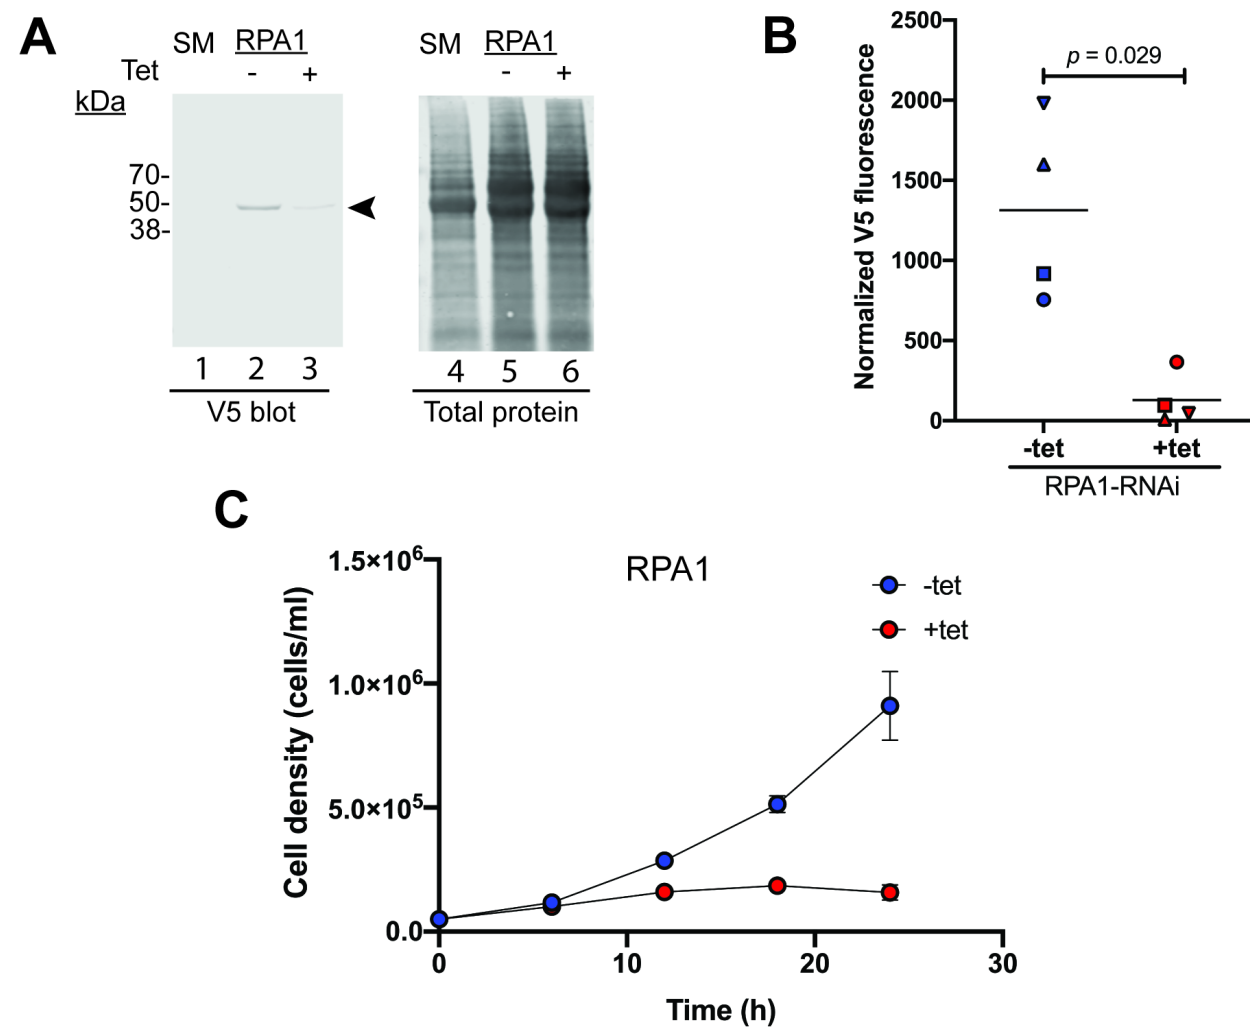 A
SM RPA1
Tet - +
kDa
70-
50-
38-
1 2 3
V5 blot
SM RPA1
- +
4 5 6
Total protein
B
Normalized V5 fluorescence
2500
2000
1500
1000
500
0
p = 0.029
-tet +tet
RPA1-RNAi
C
RPA1
-tet
+tet
Cell density (cells/ml)
1.5×10⁶
1.0×10⁶
5.0×10⁵
0.0
0 10 20 30
Time (h)